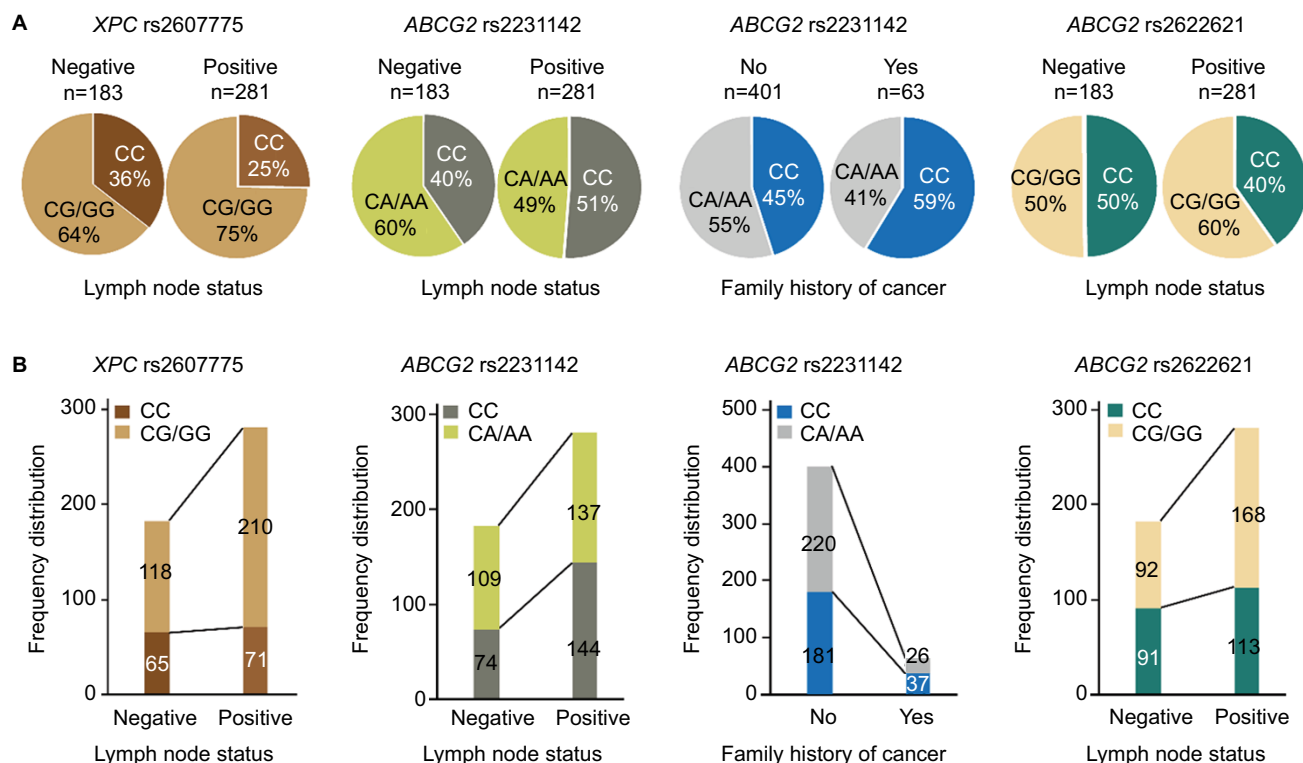 A
XPC rs2607775
Negative
n=183
Positive
n=281
CC
36%
CG/GG
64%
CC
25%
CG/GG
75%
Lymph node status
ABCG2 rs2231142
Negative
n=183
Positive
n=281
CC
40%
CA/AA
60%
CA/AA
49%
CC
51%
Lymph node status
ABCG2 rs2231142
No
n=401
Yes
n=63
CC
45%
CA/AA
55%
CA/AA
41%
CC
59%
Family history of cancer
ABCG2 rs2622621
Negative
n=183
Positive
n=281
CG/GG
50%
CC
50%
CC
40%
CG/GG
60%
Lymph node status
B
XPC rs2607775
CC
CG/GG
Frequency distribution
300
200
100
0
118
65
210
71
Negative Positive
Lymph node status
ABCG2 rs2231142
CC
CA/AA
Frequency distribution
300
200
100
0
109
74
137
144
Negative Positive
Lymph node status
ABCG2 rs2231142
CC
CA/AA
Frequency distribution
500
400
300
200
100
0
220
181
26
37
No Yes
Family history of cancer
ABCG2 rs2622621
CC
CG/GG
Frequency distribution
300
200
100
0
92
91
168
113
Negative Positive
Lymph node status